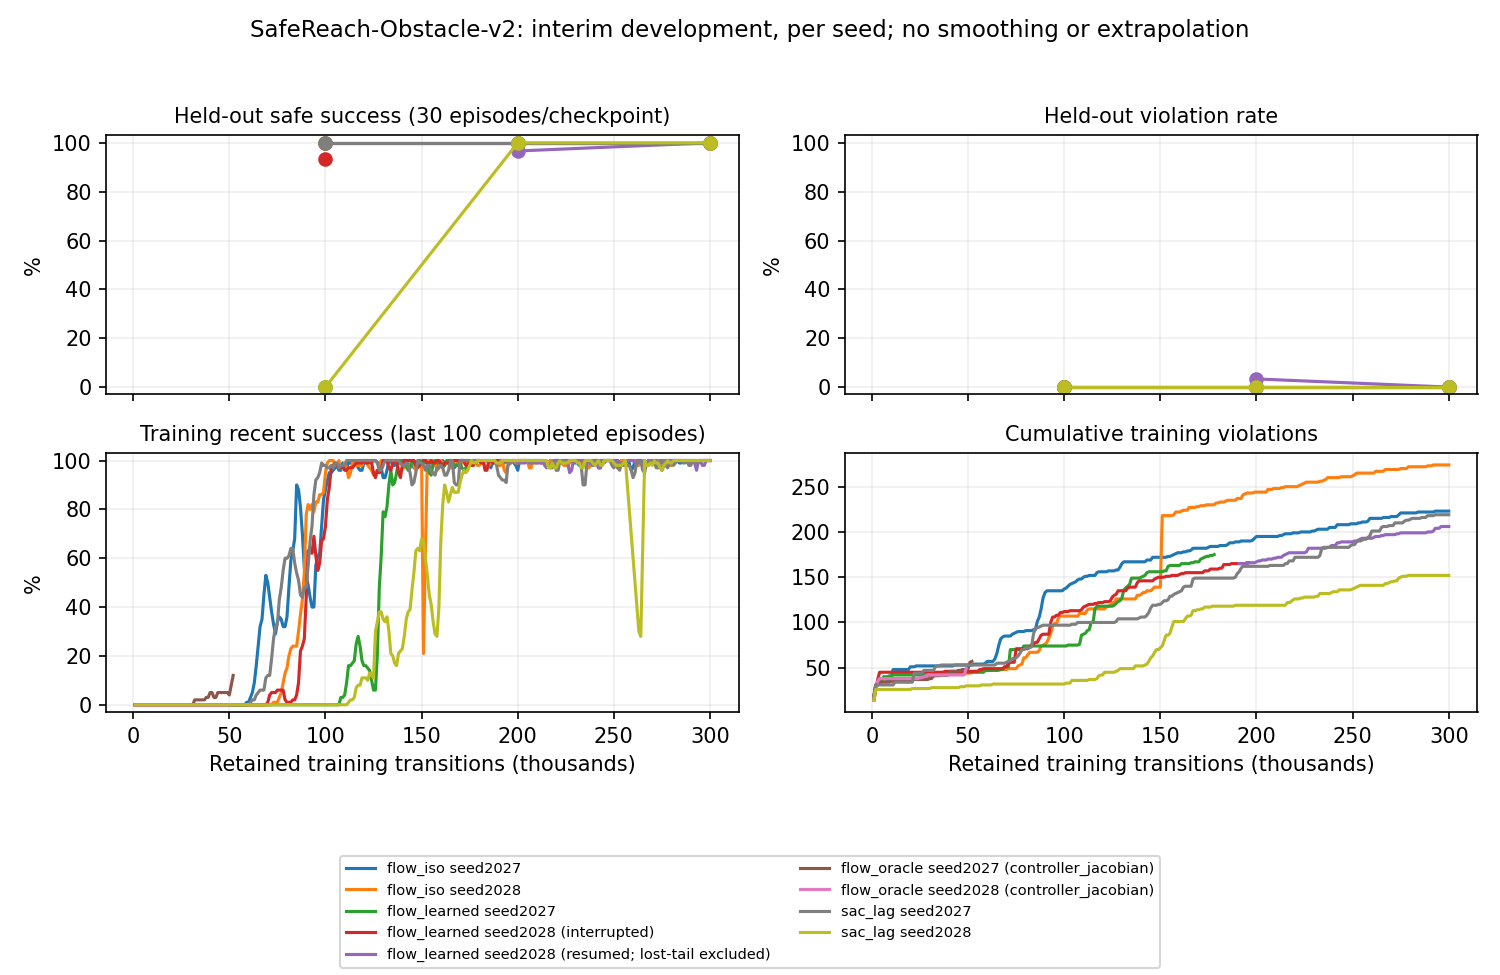 SafeReach-Obstacle-v2: interim development, per seed; no smoothing or extrapolation
Held-out safe success (30 episodes/checkpoint)
100
80
60
40
20
0
%
Held-out violation rate
100
80
60
40
20
0
%
Training recent success (last 100 completed episodes)
100
80
60
40
20
0
%
0 50 100 150 200 250 300
Retained training transitions (thousands)
Cumulative training violations
250
200
150
100
50
0 50 100 150 200 250 300
Retained training transitions (thousands)
flow_iso seed2027
flow_iso seed2028
flow_learned seed2027
flow_learned seed2028 (interrupted)
flow_learned seed2028 (resumed; lost-tail excluded)
flow_oracle seed2027 (controller_jacobian)
flow_oracle seed2028 (controller_jacobian)
sac_lag seed2027
sac_lag seed2028